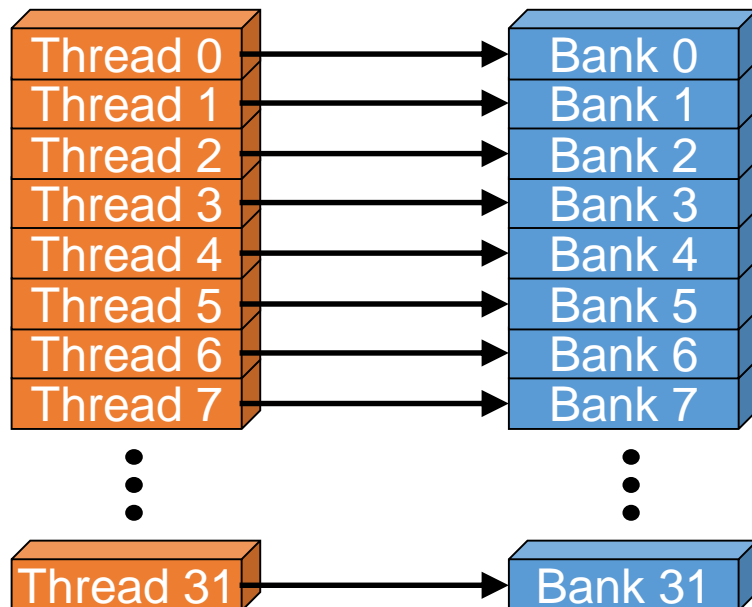 Thread 0 Bank 0
Thread 1 Bank 1
Thread 2 Bank 2
Thread 3 Bank 3
Thread 4 Bank 4
Thread 5 Bank 5
Thread 6 Bank 6
Thread 7 Bank 7
Thread 31 Bank 31